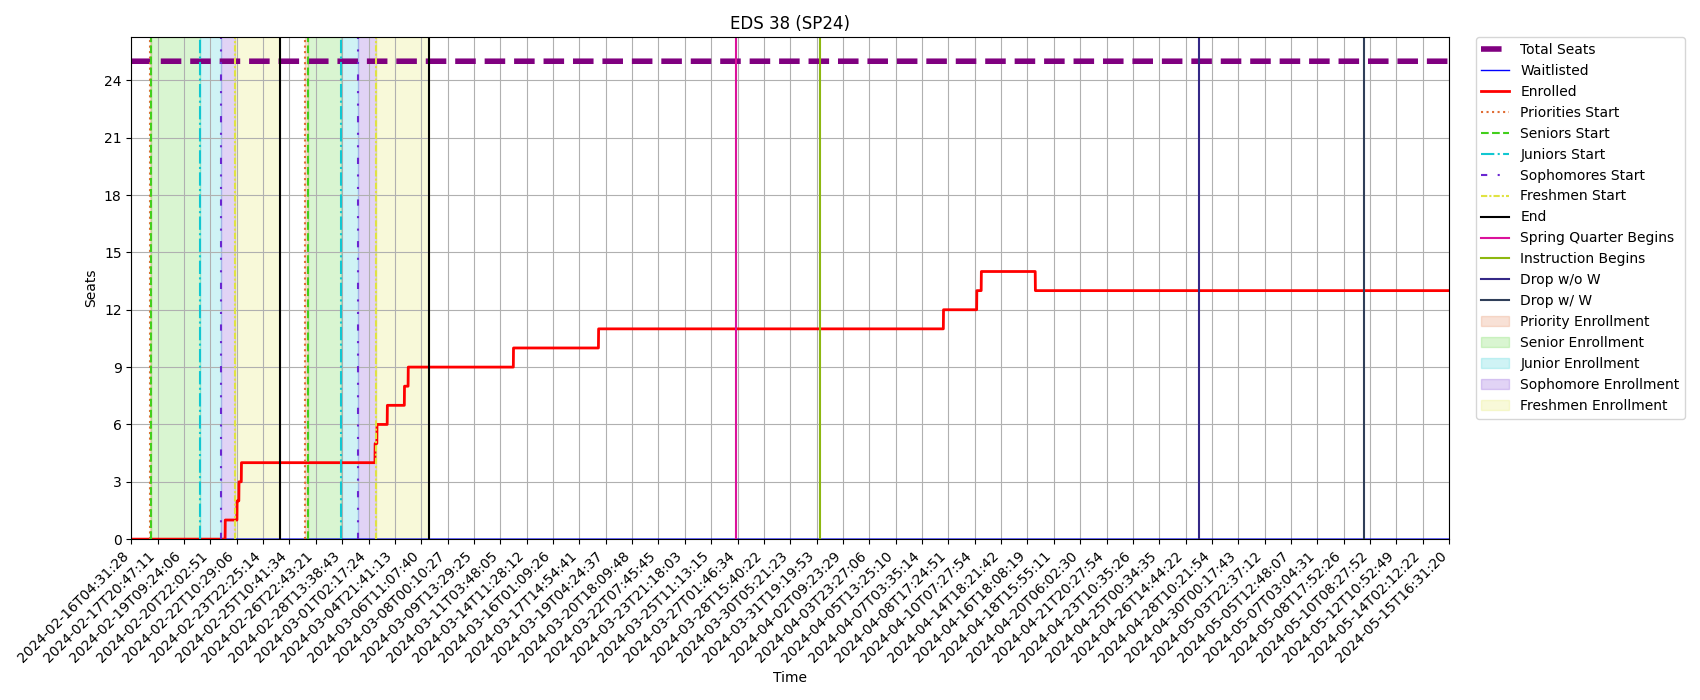 EDS 38 (SP24)
Seats
24
21
18
15
12
9
6
3
0
2024-02-16T04:31:28
2024-02-17T20:47:11
2024-02-19T09:24:06
2024-02-20T22:02:51
2024-02-22T10:29:06
2024-02-23T22:25:14
2024-02-25T10:41:34
2024-02-26T22:43:21
2024-02-28T13:38:43
2024-03-01T02:17:24
2024-03-04T21:41:13
2024-03-06T11:07:40
2024-03-08T00:10:27
2024-03-09T13:29:25
2024-03-11T03:48:05
2024-03-14T11:28:12
2024-03-16T01:09:26
2024-03-17T14:54:41
2024-03-19T04:24:37
2024-03-20T18:09:48
2024-03-22T07:45:45
2024-03-23T21:18:03
2024-03-25T11:13:15
2024-03-27T01:46:34
2024-03-28T15:40:22
2024-03-30T05:21:23
2024-03-31T19:19:53
2024-04-02T09:23:29
2024-04-03T23:27:06
2024-04-05T13:25:10
2024-04-07T03:35:14
2024-04-08T17:24:51
2024-04-10T07:27:54
2024-04-14T18:21:42
2024-04-16T18:08:19
2024-04-18T15:55:11
2024-04-20T06:02:30
2024-04-21T20:27:54
2024-04-23T10:35:26
2024-04-25T00:34:35
2024-04-26T14:44:22
2024-04-28T10:21:54
2024-04-30T00:17:43
2024-05-03T22:37:12
2024-05-05T12:48:07
2024-05-07T03:04:31
2024-05-08T17:52:26
2024-05-10T08:27:52
2024-05-12T10:52:49
2024-05-14T02:12:22
2024-05-15T16:31:20
Time
Total Seats
Waitlisted
Enrolled
Priorities Start
Seniors Start
Juniors Start
Sophomores Start
Freshmen Start
End
Spring Quarter Begins
Instruction Begins
Drop w/o W
Drop w/ W
Priority Enrollment
Senior Enrollment
Junior Enrollment
Sophomore Enrollment
Freshmen Enrollment